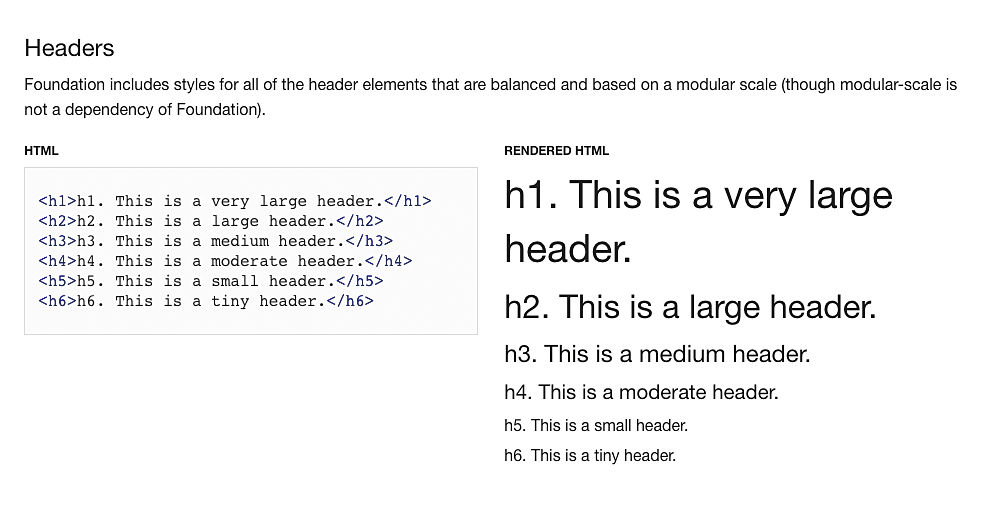 Headers
Foundation includes styles for all of the header elements that are balanced and based on a modular scale (though modular-scale is
not a dependency of Foundation).
HTML
<h1>h1. This is a very large header.</h1>
<h2>h2. This is a large header.</h2>
<h3>h3. This is a medium header.</h3>
<h4>h4. This is a moderate header.</h4>
<h5>h5. This is a small header.</h5>
<h6>h6. This is a tiny header.</h6>
RENDERED HTML
h1. This is a very large
header.
h2. This is a large header.
h3. This is a medium header.
h4. This is a moderate header.
h5. This is a small header.
h6. This is a tiny header.